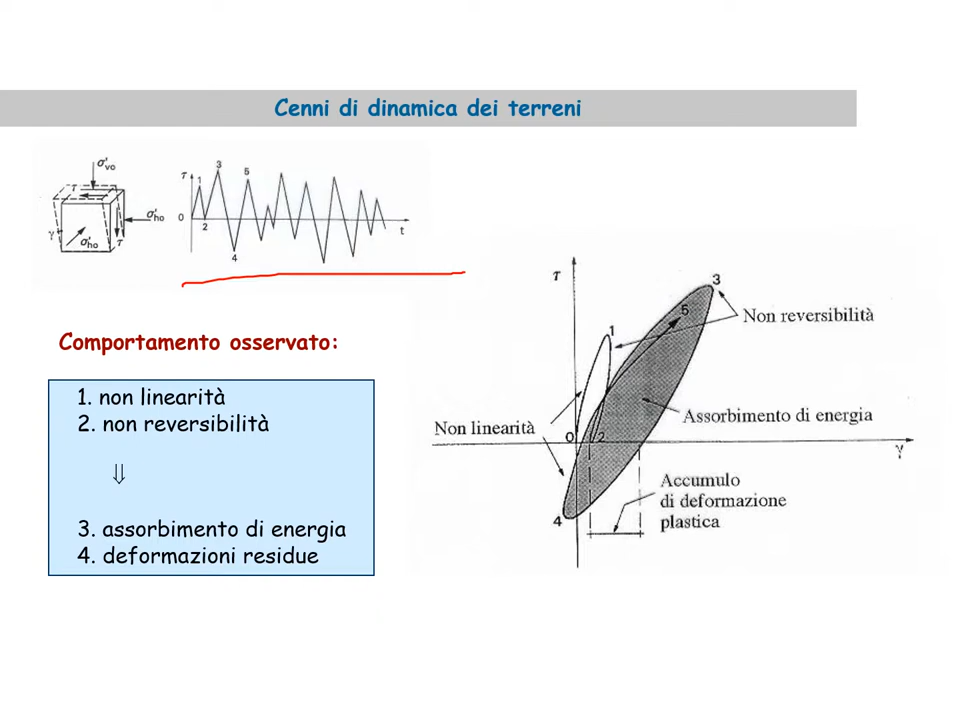 Cenni di dinamica dei terreni
σ'vo
τ
σ'ho
γ
σ'ho
τ
τ
0
1
2
3
4
5
t
Comportamento osservato:
1. non linearità
2. non reversibilità
⇓
3. assorbimento di energia
4. deformazioni residue
τ
3
5
1
Non reversibilità
Assorbimento di energia
Non linearità
0
2
γ
4
Accumulo
di deformazione
plastica